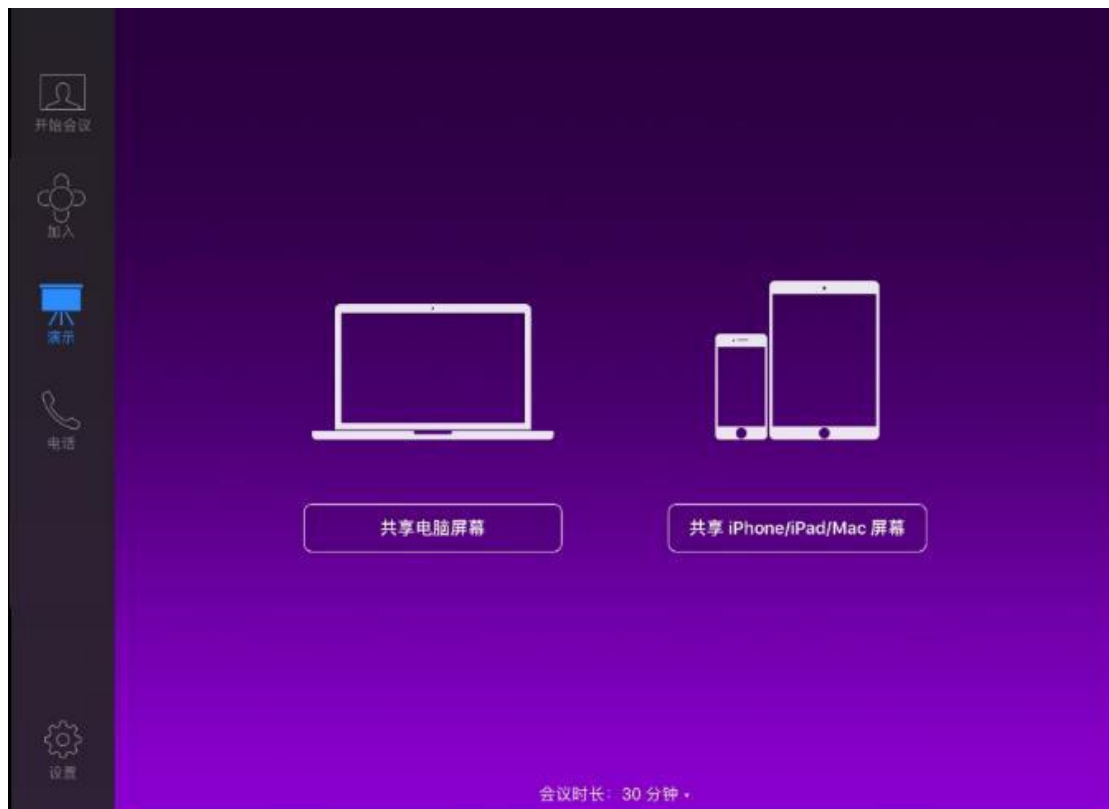 开始会议
加入
演示
电话
共享电脑屏幕
共享 iPhone/iPad/Mac 屏幕
设置
会议时长: 30 分钟